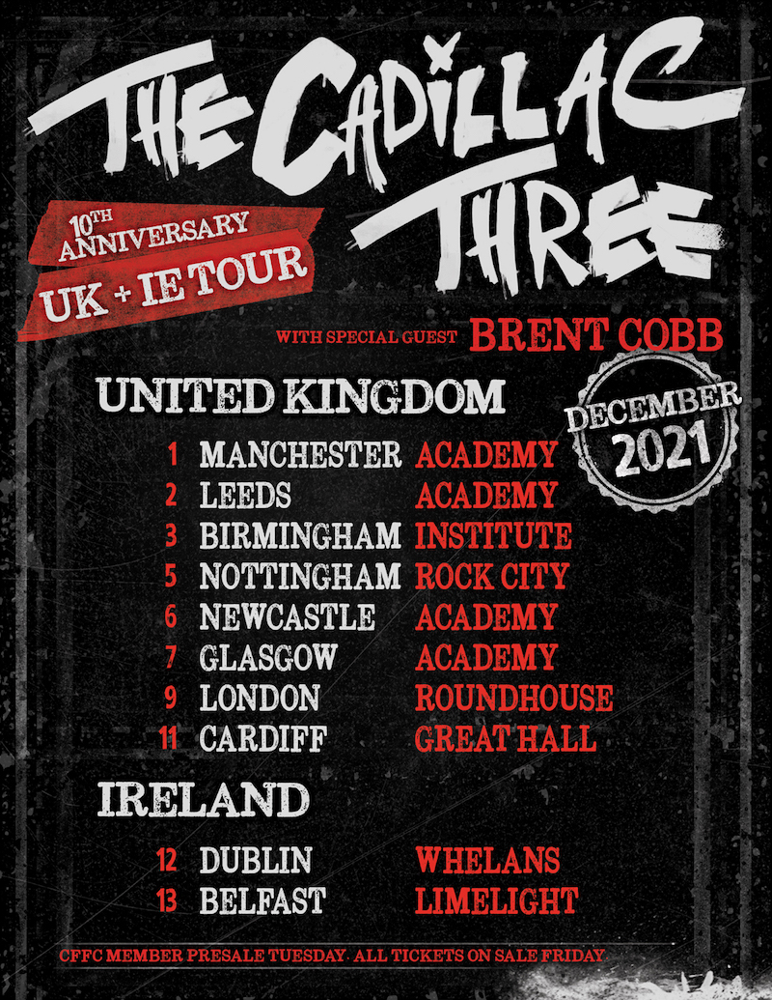 THE CADILLAC
THREE
10TH
ANNIVERSARY
UK + IE TOUR
WITH SPECIAL GUEST BRENT COBB
UNITED KINGDOM
DECEMBER
2021
1 MANCHESTER ACADEMY
2 LEEDS ACADEMY
3 BIRMINGHAM INSTITUTE
5 NOTTINGHAM ROCK CITY
6 NEWCASTLE ACADEMY
7 GLASGOW ACADEMY
9 LONDON ROUNDHOUSE
11 CARDIFF GREAT HALL
IRELAND
12 DUBLIN WHELANS
13 BELFAST LIMELIGHT
CFFC MEMBER PRESALE TUESDAY. ALL TICKETS ON SALE FRIDAY